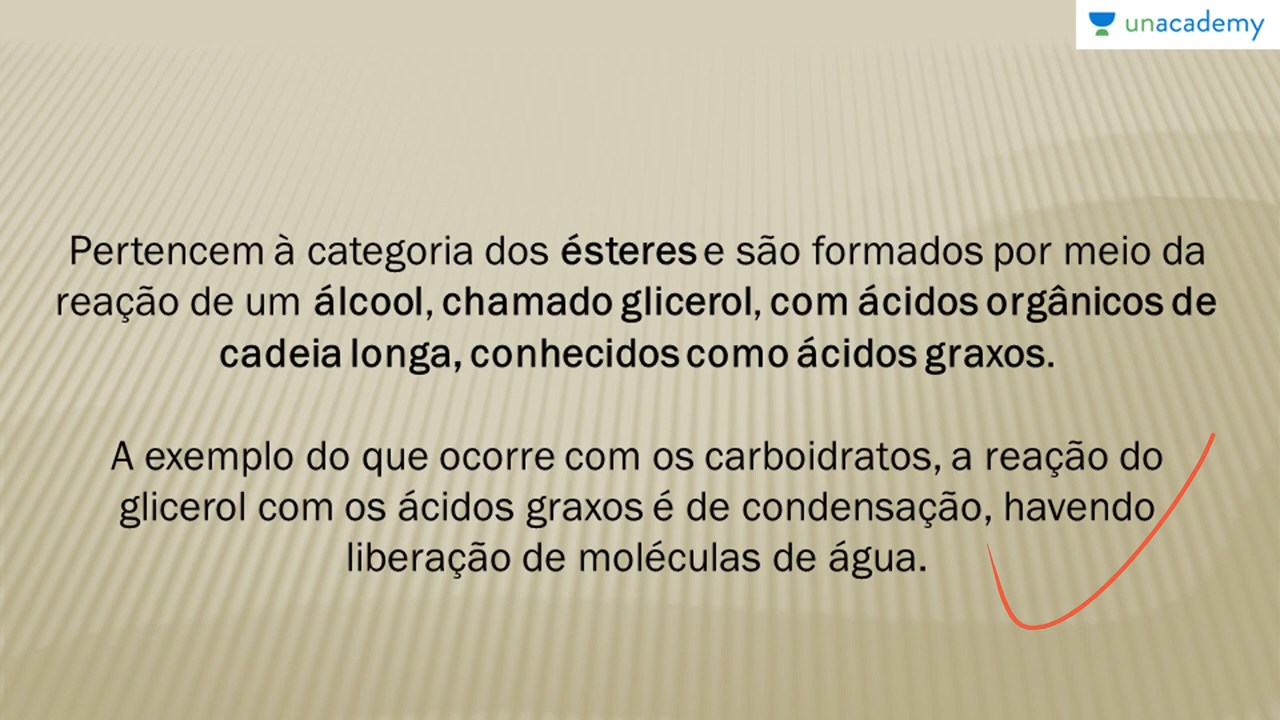 unacademy
Pertencem à categoria dos ésteres e são formados por meio da
reação de um álcool, chamado glicerol, com ácidos orgânicos de
cadeia longa, conhecidos como ácidos graxos.
A exemplo do que ocorre com os carboidratos, a reação do
glicerol com os ácidos graxos é de condensação, havendo
liberação de moléculas de água.